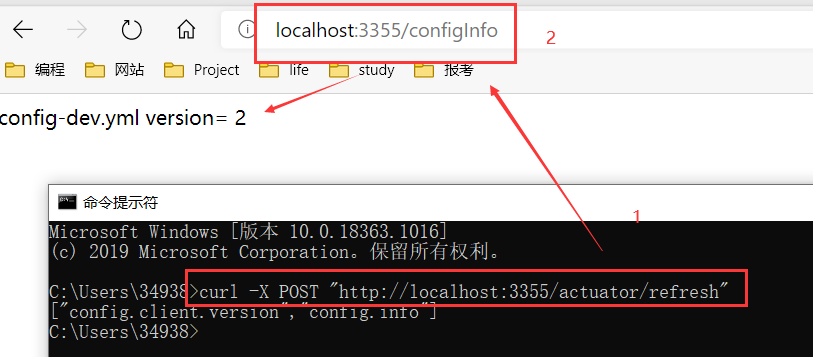 localhost:3355/configInfo
2
编程 网站 Project life study 报考
config-dev.yml version= 2
命令提示符
1
Microsoft Windows [版本 10.0.18363.1016]
(c) 2019 Microsoft Corporation。保留所有权利。
C:\Users\34938>curl -X POST "http://localhost:3355/actuator/refresh"
["config.client.version","config.info"]
C:\Users\34938>